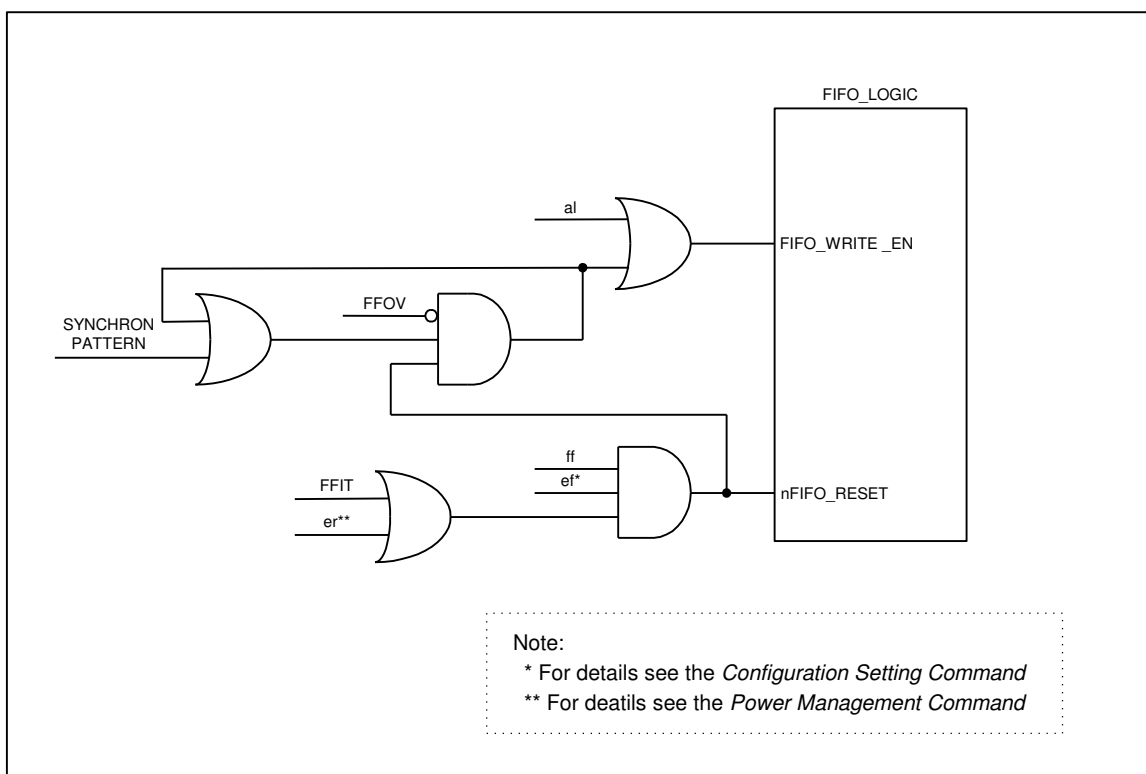 FIFO_LOGIC
al
FIFO_WRITE _EN
FFOV
SYNCHRON
PATTERN
ff
ef*
FFIT
er**
nFIFO_RESET
Note:
* For details see the Configuration Setting Command
** For deatils see the Power Management Command